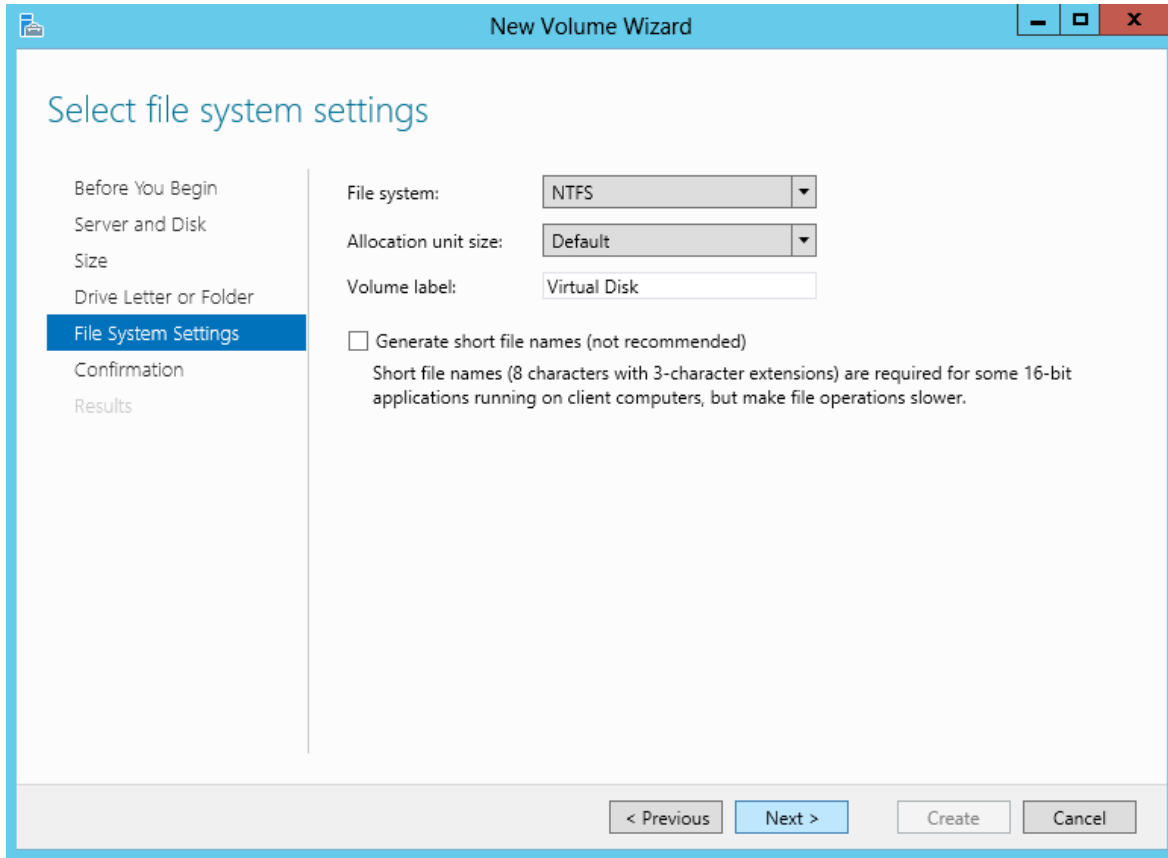 New Volume Wizard
Select file system settings
Before You Begin
Server and Disk
Size
Drive Letter or Folder
File System Settings
Confirmation
Results
File system:
NTFS
Allocation unit size:
Default
Volume label:
Virtual Disk
Generate short file names (not recommended)
Short file names (8 characters with 3-character extensions) are required for some 16-bit
applications running on client computers, but make file operations slower.
< Previous
Next >
Create
Cancel